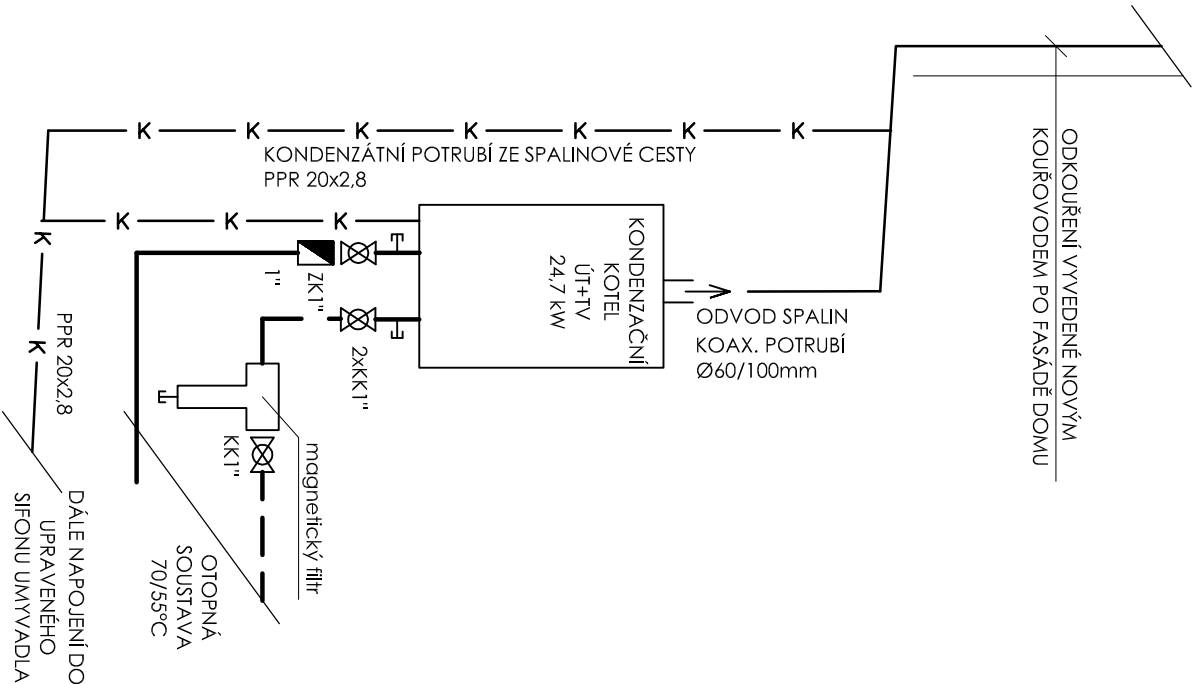 ODKOUŘENÍ VYVEDENÉ NOVÝM
KOUŘOVODEM PO FASÁDĚ DOMU
K K K K K K K
KONDENZÁTNÍ POTRUBÍ ZE SPALINOVÉ CESTY
PPR 20x2,8
K K K
KONDENZAČNÍ
KOTEL
ÚT+TV
24,7 kW
ODVOD SPALIN
KOAX. POTRUBÍ
Ø60/100mm
ZK1"
1"
2xKK1"
KK1"
magnetický filtr
K
K
PPR 20x2,8
OTOPNÁ
SOUSTAVA
70/55°C
DÁLE NAPOJENÍ DO
UPRAVENÉHO
SIFONU UMYVADLA